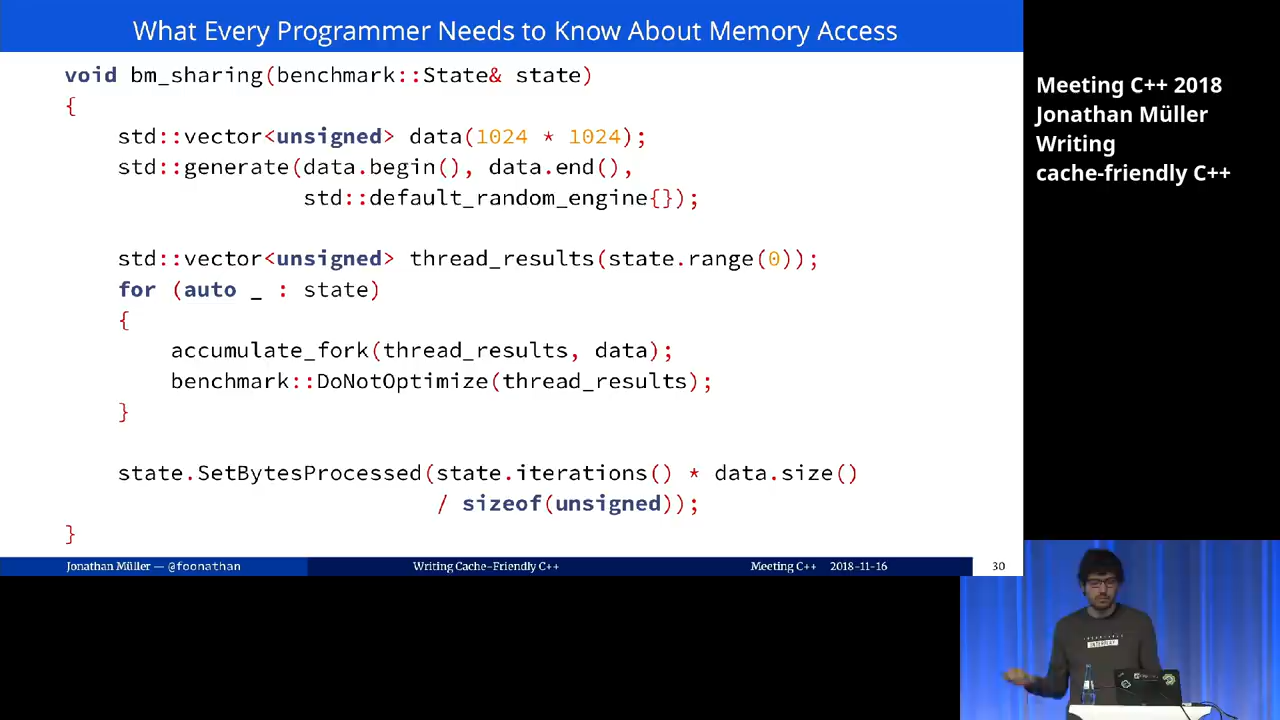 What Every Programmer Needs to Know About Memory Access
void bm_sharing(benchmark::State& state)
{
std::vector<unsigned> data(1024 * 1024);
std::generate(data.begin(), data.end(),
std::default_random_engine{});
std::vector<unsigned> thread_results(state.range(0));
for (auto _ : state)
{
accumulate_fork(thread_results, data);
benchmark::DoNotOptimize(thread_results);
}
state.SetBytesProcessed(state.iterations() * data.size()
/ sizeof(unsigned));
}
Jonathan Müller — @foonathan
Writing Cache-Friendly C++
Meeting C++ 2018-11-16
30
Meeting C++ 2018
Jonathan Müller
Writing
cache-friendly C++